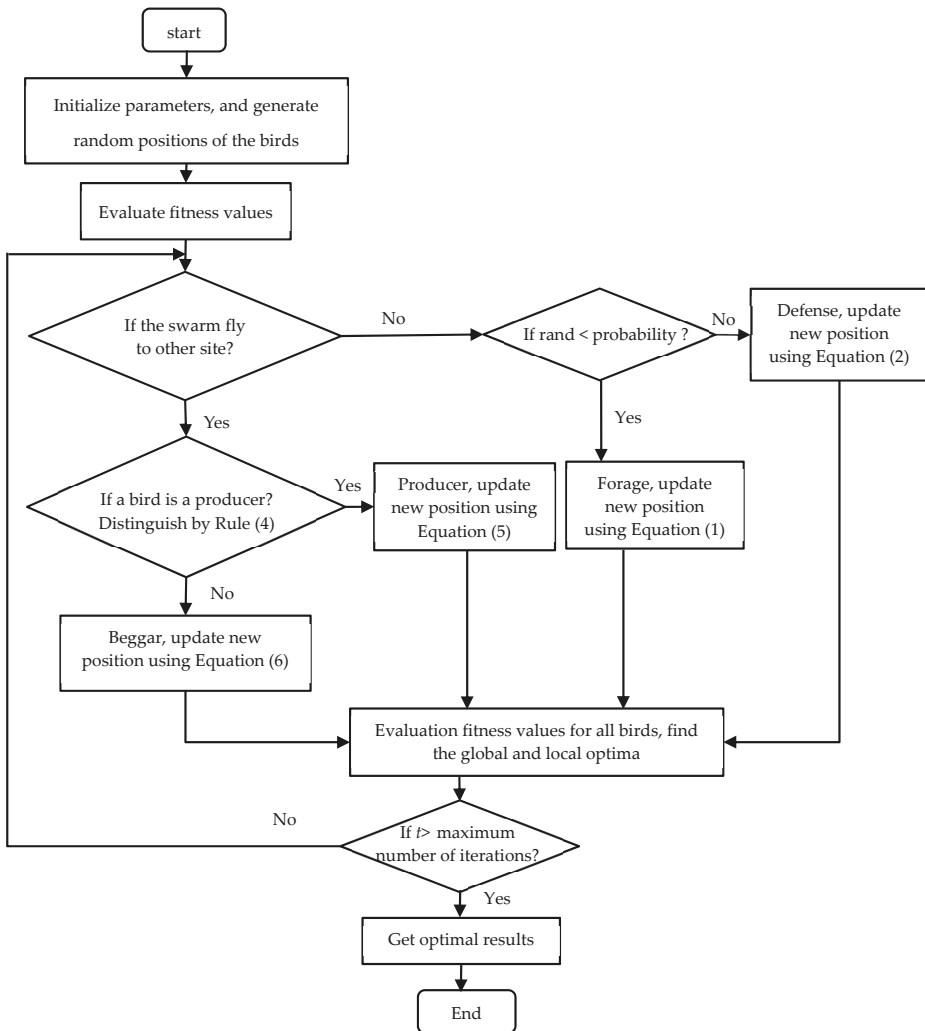 start
Initialize parameters, and generate
random positions of the birds
Evaluate fitness values
If the swarm fly
to other site?
No
If rand < probability ?
No
Defense, update
new position
using Equation (2)
Yes
Yes
If a bird is a producer?
Distinguish by Rule (4)
Yes
Producer, update
new position using
Equation (5)
Forage, update
new position
using Equation (1)
No
Beggar, update new
position using Equation (6)
Evaluation fitness values for all birds, find
the global and local optima
No
If t> maximum
number of iterations?
Yes
Get optimal results
End